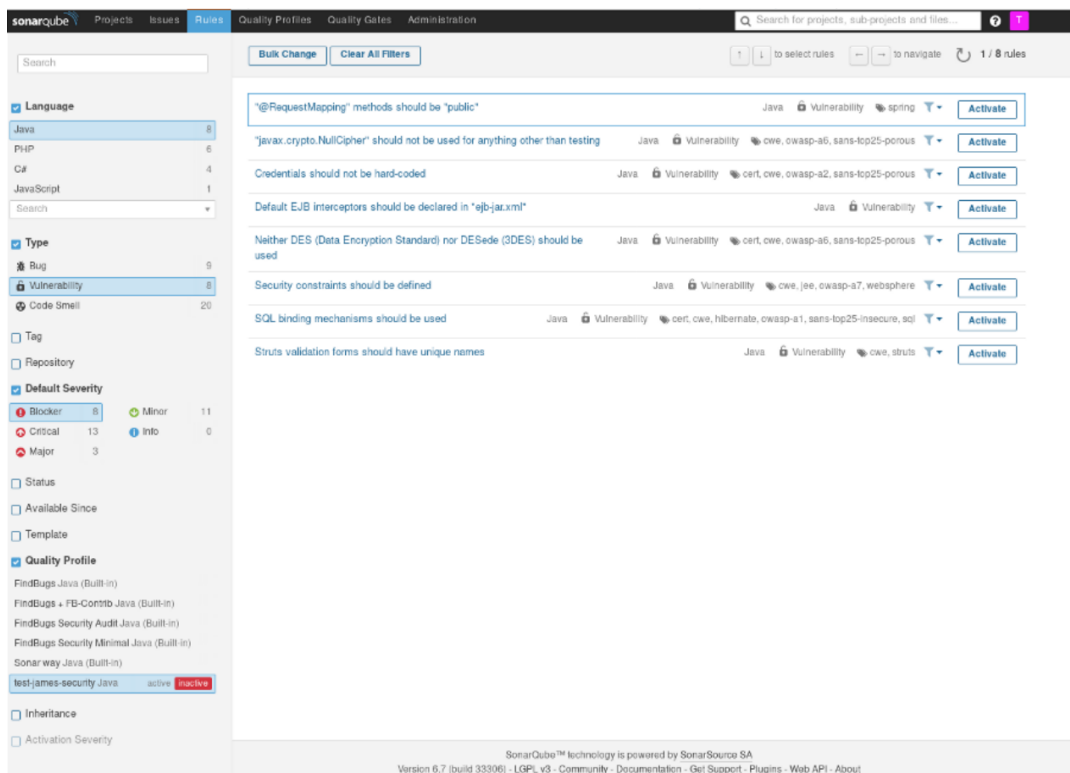 sonarqube Projects Issues Rules Quality Profiles Quality Gates Administration Search for projects, sub-projects and files... ? T
Search
Bulk Change Clear All Filters ↑ ↓ to select rules ← → to navigate 1 / 8 rules
Language
Java 8
PHP 6
C# 4
JavaScript 1
Search
Type
Bug 9
Vulnerability 8
Code Smell 20
Tag
Repository
Default Severity
Blocker 8 Minor 11
Critical 13 Info 0
Major 3
Status
Available Since
Template
Quality Profile
FindBugs Java (Built-in)
FindBugs + FB-Contrib Java (Built-in)
FindBugs Security Audit Java (Built-in)
FindBugs Security Minimal Java (Built-in)
Sonar way Java (Built-in)
test-james-security Java active inactive
Inheritance
Activation Severity
"@RequestMapping" methods should be "public" Java Vulnerability spring Activate
"javax.crypto.NullCipher" should not be used for anything other than testing Java Vulnerability cwe, owasp-a6, sans-top25-porous Activate
Credentials should not be hard-coded Java Vulnerability cert, cwe, owasp-a2, sans-top25-porous Activate
Default EJB interceptors should be declared in "ejb-jar.xml" Java Vulnerability Activate
Neither DES (Data Encryption Standard) nor DESede (3DES) should be Java Vulnerability cert, cwe, owasp-a6, sans-top25-porous Activate
used
Security constraints should be defined Java Vulnerability cwe, jee, owasp-a7, websphere Activate
SQL binding mechanisms should be used Java Vulnerability cert, cwe, hibernate, owasp-a1, sans-top25-insecure, sql Activate
Struts validation forms should have unique names Java Vulnerability cwe, struts Activate
SonarQube™ technology is powered by SonarSource SA
Version 6.7 (build 33306) - LGPL v3 - Community - Documentation - Get Support - Plugins - Web API - About